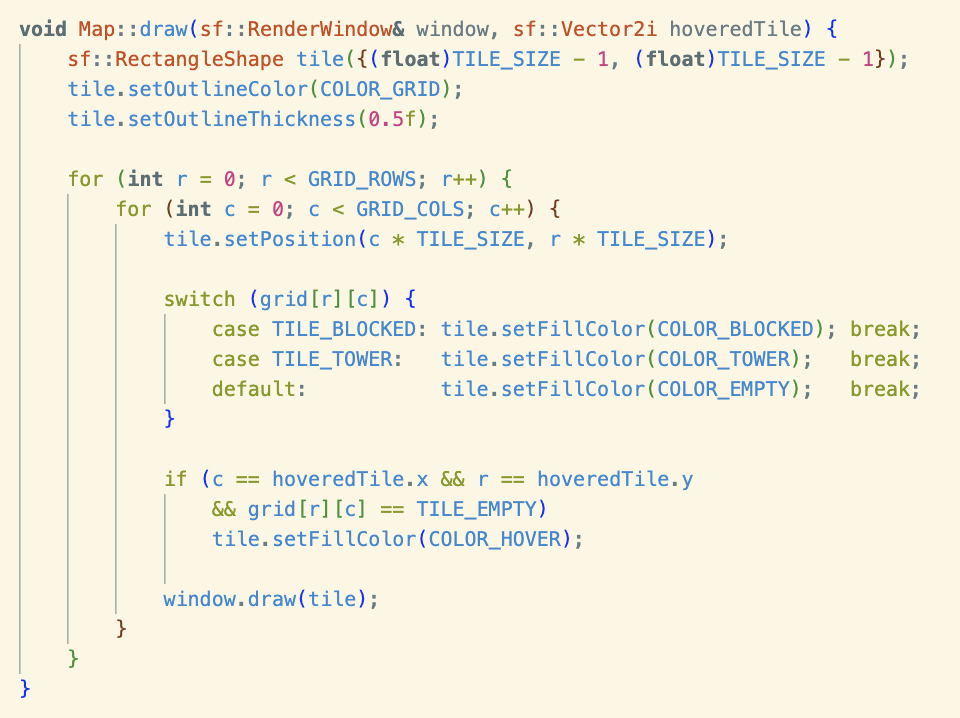 void Map::draw(sf::RenderWindow& window, sf::Vector2i hoveredTile) {
    sf::RectangleShape tile({(float)TILE_SIZE - 1, (float)TILE_SIZE - 1});
    tile.setOutlineColor(COLOR_GRID);
    tile.setOutlineThickness(0.5f);

    for (int r = 0; r < GRID_ROWS; r++) {
        for (int c = 0; c < GRID_COLS; c++) {
            tile.setPosition(c * TILE_SIZE, r * TILE_SIZE);

            switch (grid[r][c]) {
                case TILE_BLOCKED: tile.setFillColor(COLOR_BLOCKED); break;
                case TILE_TOWER:   tile.setFillColor(COLOR_TOWER);   break;
                default:           tile.setFillColor(COLOR_EMPTY);   break;
            }

            if (c == hoveredTile.x && r == hoveredTile.y
                && grid[r][c] == TILE_EMPTY)
                tile.setFillColor(COLOR_HOVER);

            window.draw(tile);
        }
    }
}